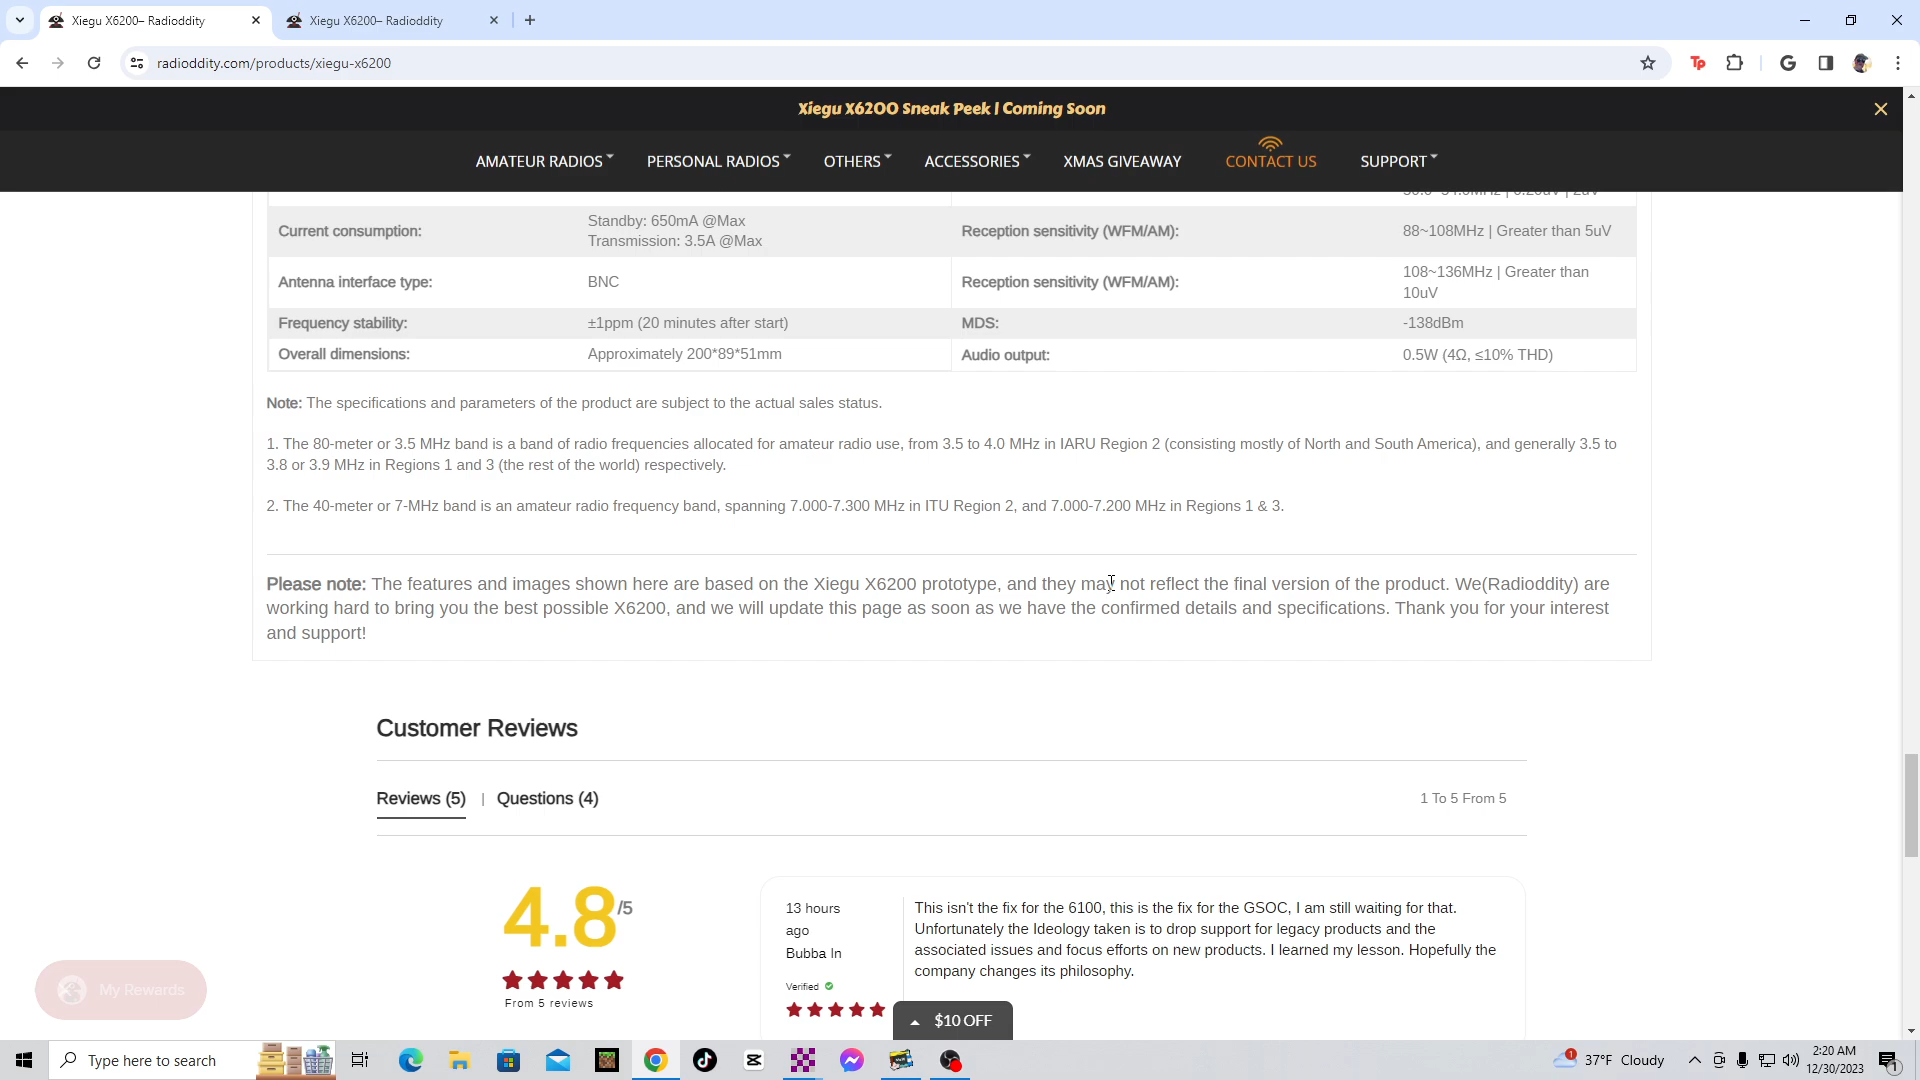 Xiegu X6200– Radioddity
Xiegu X6200– Radioddity
radioddity.com/products/xiegu-x6200
Tp
G
Xiegu X6200 Sneak Peek | Coming Soon
AMATEUR RADIOS
PERSONAL RADIOS
OTHERS
ACCESSORIES
XMAS GIVEAWAY
CONTACT US
SUPPORT
Current consumption:
Standby: 650mA @Max
Transmission: 3.5A @Max
Reception sensitivity (WFM/AM):
88~108MHz | Greater than 5uV
Antenna interface type:
BNC
Reception sensitivity (WFM/AM):
108~136MHz | Greater than
10uV
Frequency stability:
±1ppm (20 minutes after start)
MDS:
-138dBm
Overall dimensions:
Approximately 200*89*51mm
Audio output:
0.5W (4Ω, ≤10% THD)
Note: The specifications and parameters of the product are subject to the actual sales status.
1. The 80-meter or 3.5 MHz band is a band of radio frequencies allocated for amateur radio use, from 3.5 to 4.0 MHz in IARU Region 2 (consisting mostly of North and South America), and generally 3.5 to
3.8 or 3.9 MHz in Regions 1 and 3 (the rest of the world) respectively.
2. The 40-meter or 7-MHz band is an amateur radio frequency band, spanning 7.000-7.300 MHz in ITU Region 2, and 7.000-7.200 MHz in Regions 1 & 3.
Please note: The features and images shown here are based on the Xiegu X6200 prototype, and they may not reflect the final version of the product. We(Radioddity) are
working hard to bring you the best possible X6200, and we will update this page as soon as we have the confirmed details and specifications. Thank you for your interest
and support!
Customer Reviews
Reviews (5) | Questions (4)
1 To 5 From 5
4.8/5
From 5 reviews
13 hours
ago
Bubba In
Verified
This isn't the fix for the 6100, this is the fix for the GSOC, I am still waiting for that.
Unfortunately the Ideology taken is to drop support for legacy products and the
associated issues and focus efforts on new products. I learned my lesson. Hopefully the
company changes its philosophy.
My Rewards
$10 OFF
Type here to search
1
37°F Cloudy
2:20 AM
12/30/2023
1